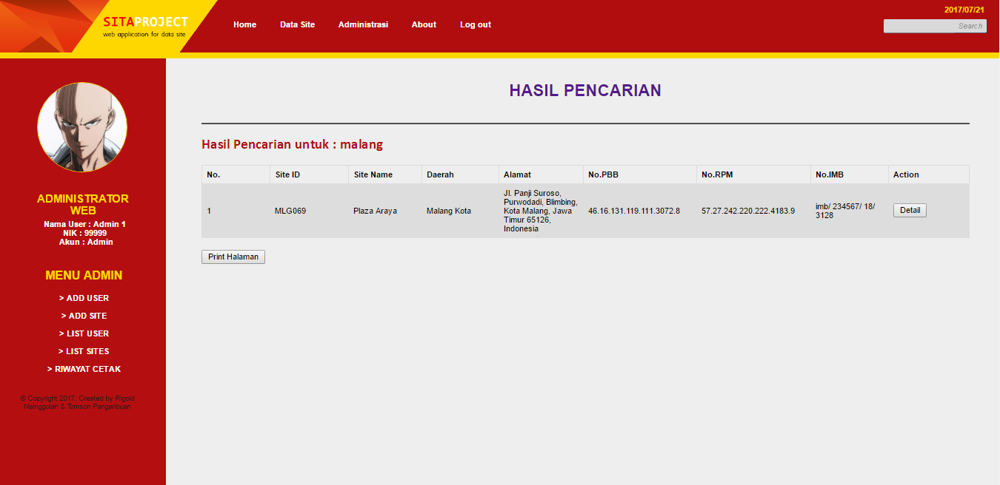 SITAPROJECT
web application for data site
Home
Data Site
Administrasi
About
Log out
2017/07/21
Search
ADMINISTRATOR
WEB
Nama User : Admin 1
NIK : 99999
Akun : Admin
MENU ADMIN
> ADD USER
> ADD SITE
> LIST USER
> LIST SITES
> RIWAYAT CETAK
© Copyright 2017. Created by Rigold
Nainggolan & Tomson Pangaribuan
HASIL PENCARIAN
Hasil Pencarian untuk : malang
No.
Site ID
Site Name
Daerah
Alamat
No.PBB
No.RPM
No.IMB
Action
1
MLG069
Plaza Araya
Malang Kota
Jl. Panji Suroso,
Purwodadi, Blimbing,
Kota Malang, Jawa
Timur 65126,
Indonesia
46.16.131.119.111.3072.8
57.27.242.220.222.4183.9
imb/ 234567/ 18/
3128
Detail
Print Halaman